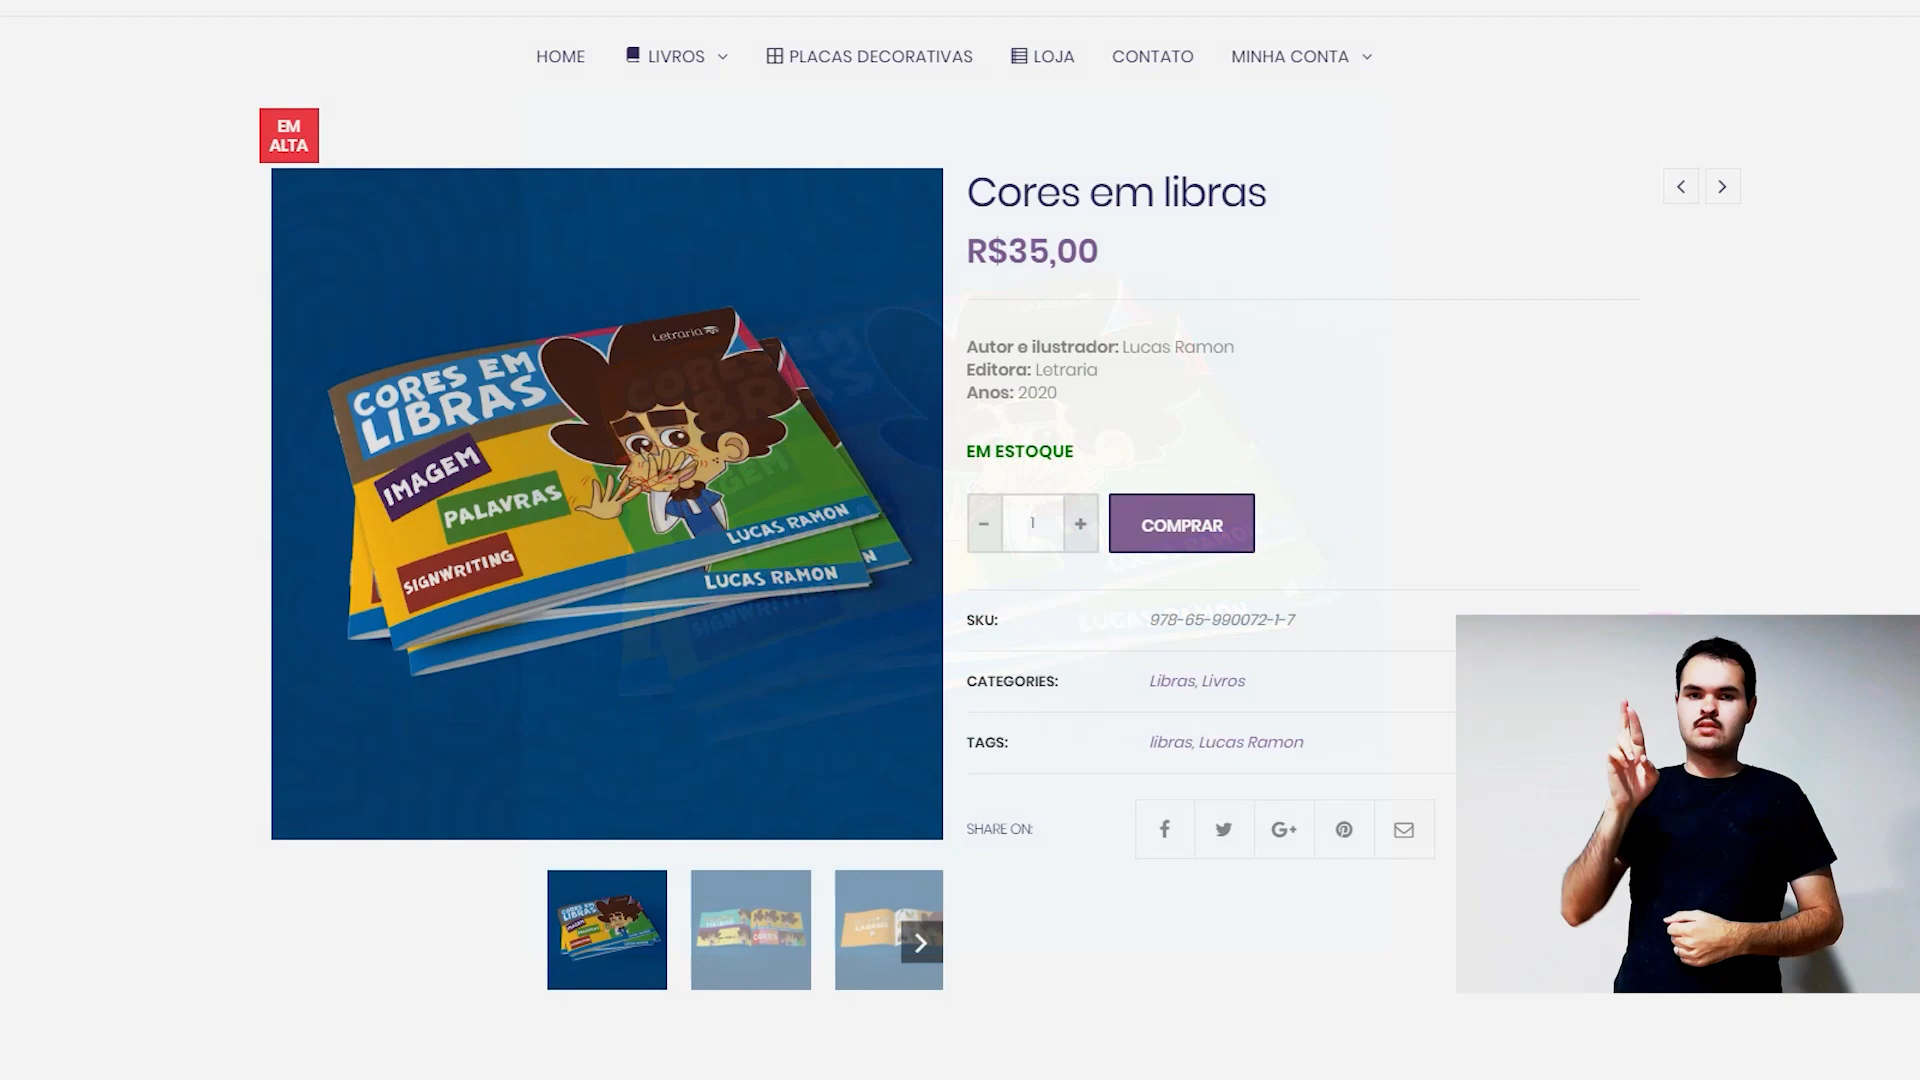 HOME
LIVROS
PLACAS DECORATIVAS
LOJA
CONTATO
MINHA CONTA
EM
ALTA
Cores em libras
R$35,00
Autor e ilustrador: Lucas Ramon
Editora: Letraria
Anos: 2020
EM ESTOQUE
- 1 +
COMPRAR
SKU: 978-65-990072-1-7
CATEGORIES: Libras, Livros
TAGS: libras, Lucas Ramon
SHARE ON:
Letraria
CORES EM
LIBRAS
IMAGEM
PALAVRAS
SIGNWRITING
LUCAS RAMON
LUCAS RAMON